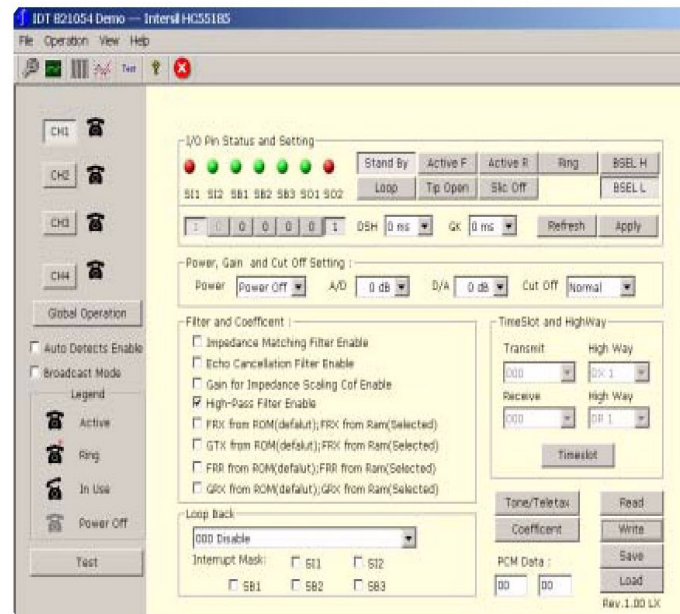 IDT 821054 Demo --- Intersil HC55185
File Operation View Help
Test
CH1
CH2
CH3
CH4
Global Operation
Auto Detects Enable
Broadcast Mode
Legend
Active
Ring
In Use
Power Off
Test
I/O Pin Status and Setting
SI1 SI2 SB1 SB2 SB3 SO1 SO2
Stand By Active F Active R Ring BSEL H
Loop Tip Open Slic Off BSEL L
1 0 0 0 0 0 1 DSH 0 ms GK 0 ms Refresh Apply
Power, Gain and Cut Off Setting :
Power Power Off A/D 0 dB D/A 0 dB Cut Off Normal
Filter and Coefficent :
Impedance Matching Filter Enable
Echo Cancellation Filter Enable
Gain for Impedance Scaling Cof Enable
High-Pass Filter Enable
FRX from ROM(defalut);FRX from Ram(Selected)
GTX from ROM(defalut);FRX from Ram(Selected)
FRR from ROM(defalut);FRR from Ram(Selected)
GRX from ROM(defalut);GRX from Ram(Selected)
TimeSlot and HighWay
Transmit High Way
000 DX 1
Receive High Way
000 DR 1
Timeslot
Loop Back
000 Disable
Interrupt Mask: SI1 SI2
SB1 SB2 SB3
Tone/Teletax Read
Coefficent Write
PCM Data : Save
00 00 Load
Rev.1.00 LX